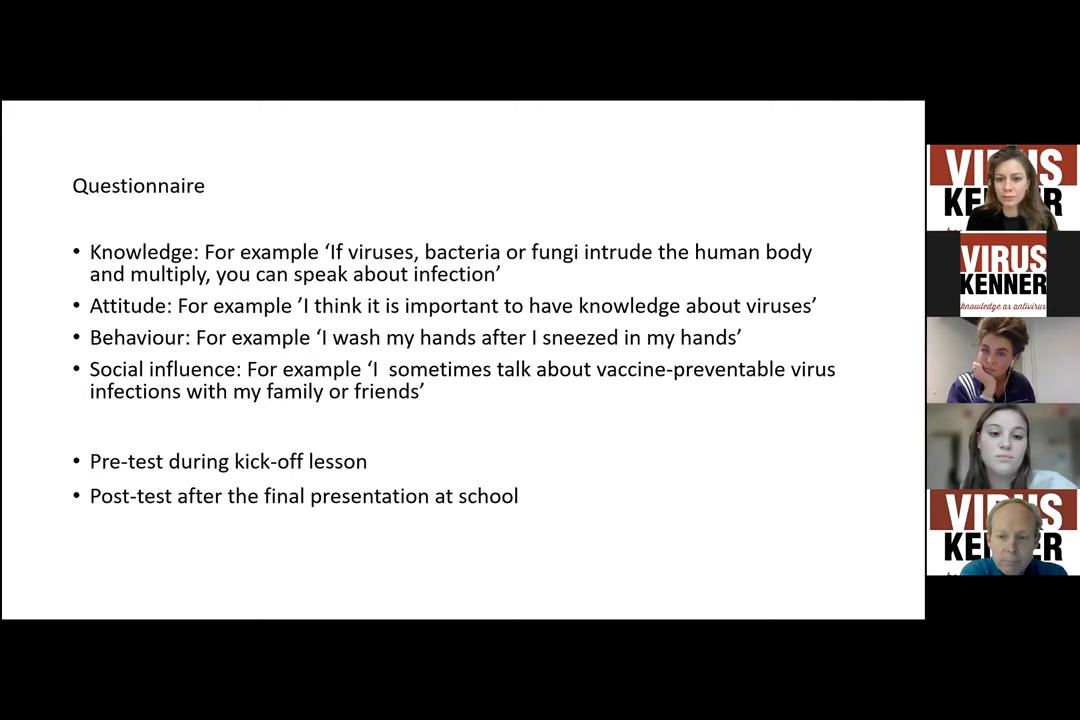 Questionnaire
• Knowledge: For example ‘If viruses, bacteria or fungi intrude the human body
and multiply, you can speak about infection’
• Attitude: For example ’I think it is important to have knowledge about viruses’
• Behaviour: For example ‘I wash my hands after I sneezed in my hands’
• Social influence: For example ‘I  sometimes talk about vaccine-preventable virus
infections with my family or friends’
• Pre-test during kick-off lesson
• Post-test after the final presentation at school
VIRUS
KENNER
knowledge as antivirus